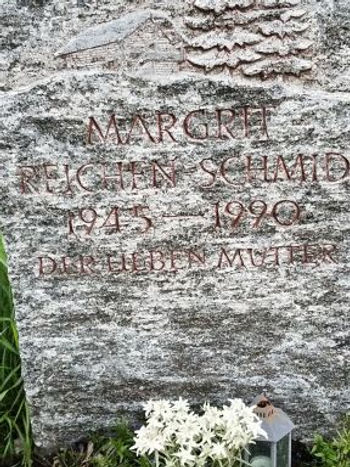 MARGRIT
REICHEN-SCHMID
1945 - 1990
DER LIEBEN MUTTER